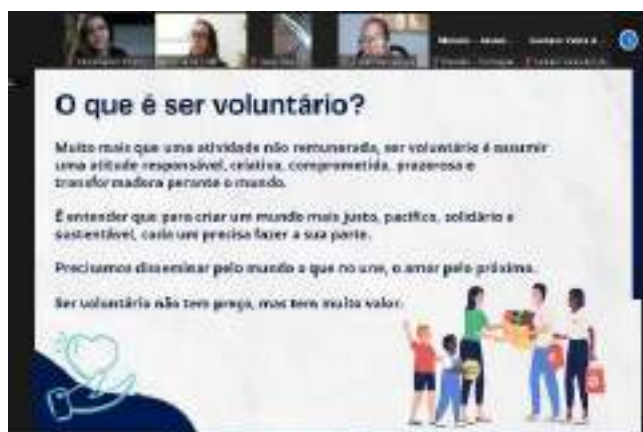 O que é ser voluntário?
Muito mais que uma atividade não remunerada, ser voluntário é assumir
uma atitude responsável, criativa, comprometida, prazerosa e
transformadora perante o mundo.
É entender que para criar um mundo mais justo, pacífico, solidário e
sustentável, cada um precisa fazer a sua parte.
Precisamos disseminar pelo mundo o que no une, o amor pelo próximo.
Ser voluntário não tem preço, mas tem muito valor.